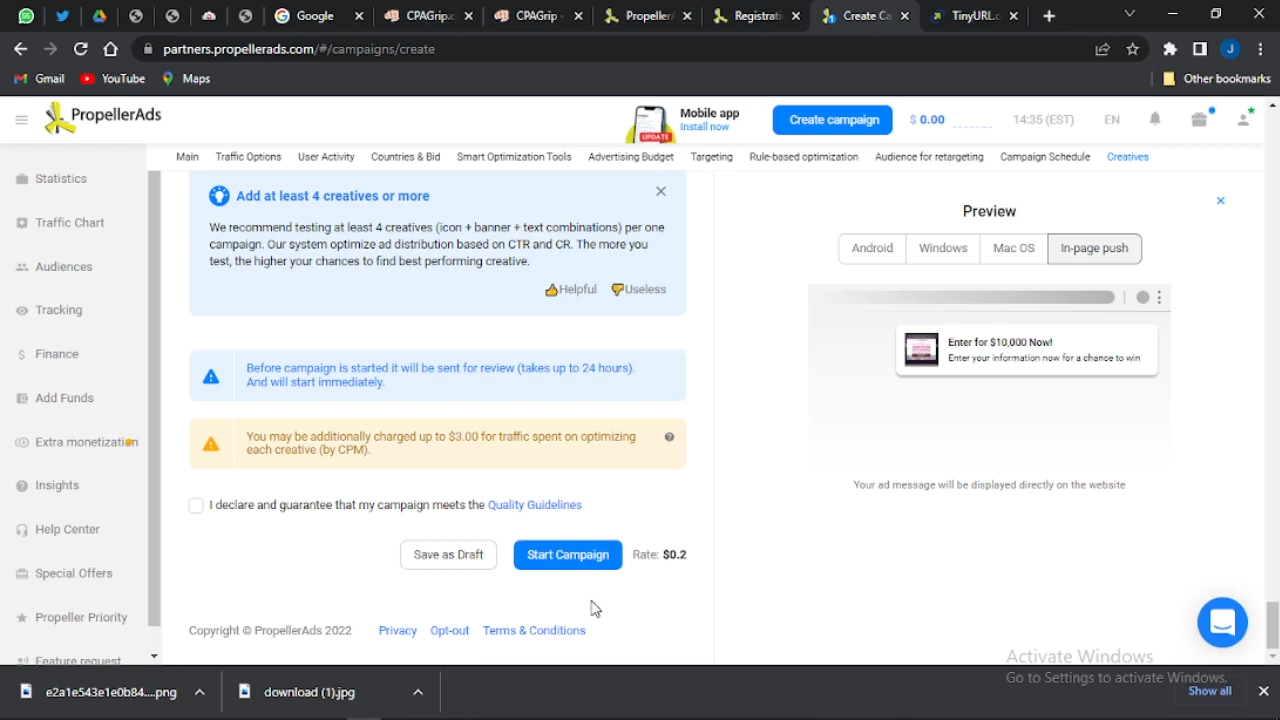 Google
CPAGrip.c
CPAGrip -
Propeller
Registrati
Create Ca
TinyURL.c
partners.propellerads.com/#/campaigns/create
J
Gmail
YouTube
Maps
Other bookmarks
PropellerAds
UPDATE
Mobile app
Install now
Create campaign
$ 0.00
14:35 (EST)
EN
Main
Traffic Options
User Activity
Countries & Bid
Smart Optimization Tools
Advertising Budget
Targeting
Rule-based optimization
Audience for retargeting
Campaign Schedule
Creatives
Statistics
Traffic Chart
Audiences
Tracking
Finance
Add Funds
Extra monetization
Insights
Help Center
Special Offers
Propeller Priority
Feature request
Add at least 4 creatives or more
We recommend testing at least 4 creatives (icon + banner + text combinations) per one
campaign. Our system optimize ad distribution based on CTR and CR. The more you
test, the higher your chances to find best performing creative.
Helpful
Useless
Before campaign is started it will be sent for review (takes up to 24 hours).
And will start immediately.
You may be additionally charged up to $3.00 for traffic spent on optimizing
each creative (by CPM).
I declare and guarantee that my campaign meets the Quality Guidelines
Save as Draft
Start Campaign
Rate: $0.2
Copyright © PropellerAds 2022
Privacy
Opt-out
Terms & Conditions
Preview
Android
Windows
Mac OS
In-page push
Enter for $10,000 Now!
Enter your information now for a chance to win
Your ad message will be displayed directly on the website
Activate Windows
Go to Settings to activate Windows.
e2a1e543e1e0b84....png
download (1).jpg
Show all